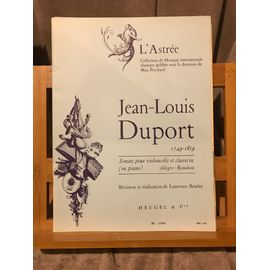 L'Astrée
Collection de Musique instrumentale
classique publiée sous la direction de
Max Pinchard
Jean-Louis
Duport
1749-1819
Sonate pour violoncelle et clavecin
(ou piano) Allegro - Rondeau
Révision et réalisation de Laurence Boulay
HEUGEL & Cie